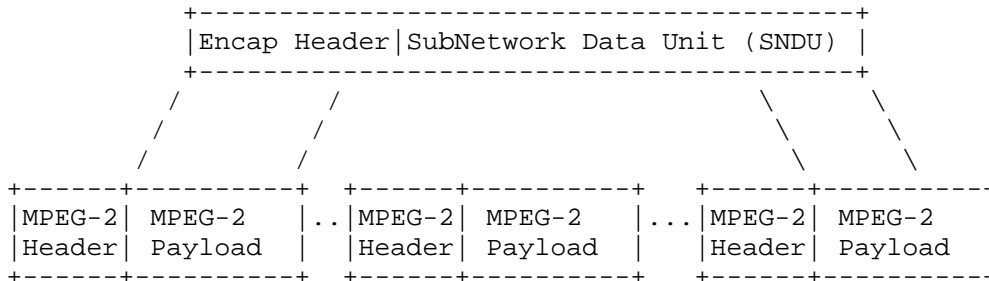 +-----------------------------------------+
|Encap Header|SubNetwork Data Unit (SNDU) |
+-----------------------------------------+
/ / \ \
/ / \ \
/ / \ \
+------+----------+ +------+----------+ +------+-----------
|MPEG-2| MPEG-2 |..|MPEG-2| MPEG-2 |...|MPEG-2| MPEG-2
|Header| Payload | |Header| Payload | |Header| Payload
+------+----------+ +------+----------+ +------+-----------